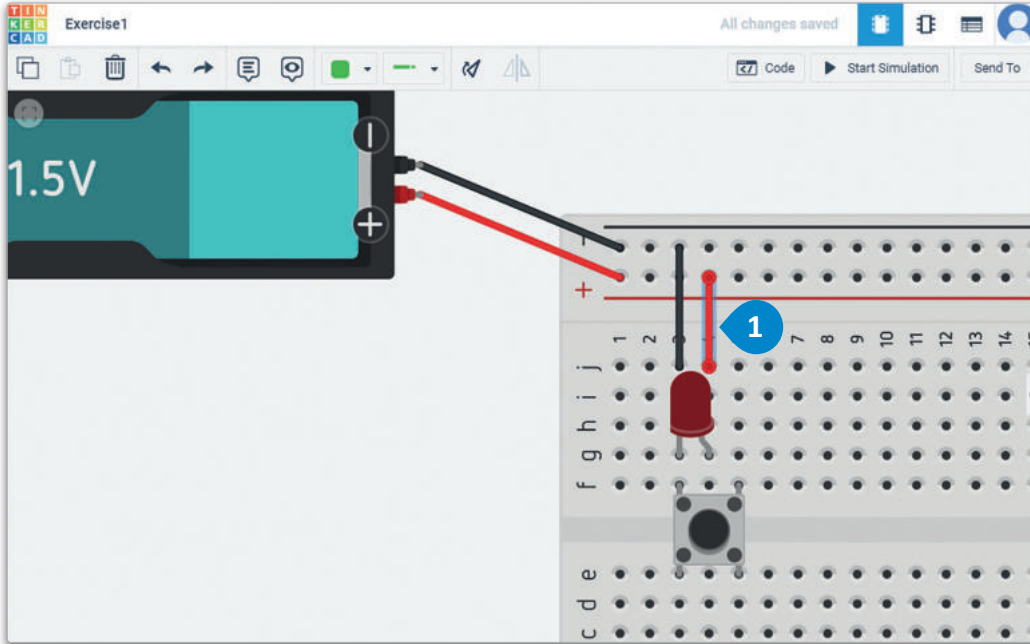 TIN
KER
CAD
Exercise1
All changes saved
Code
Start Simulation
Send To
1.5V
−
+
−
+
1
1 2 7 8 9 10 11 12 13 14
j
i
h
g
f
e
d
c